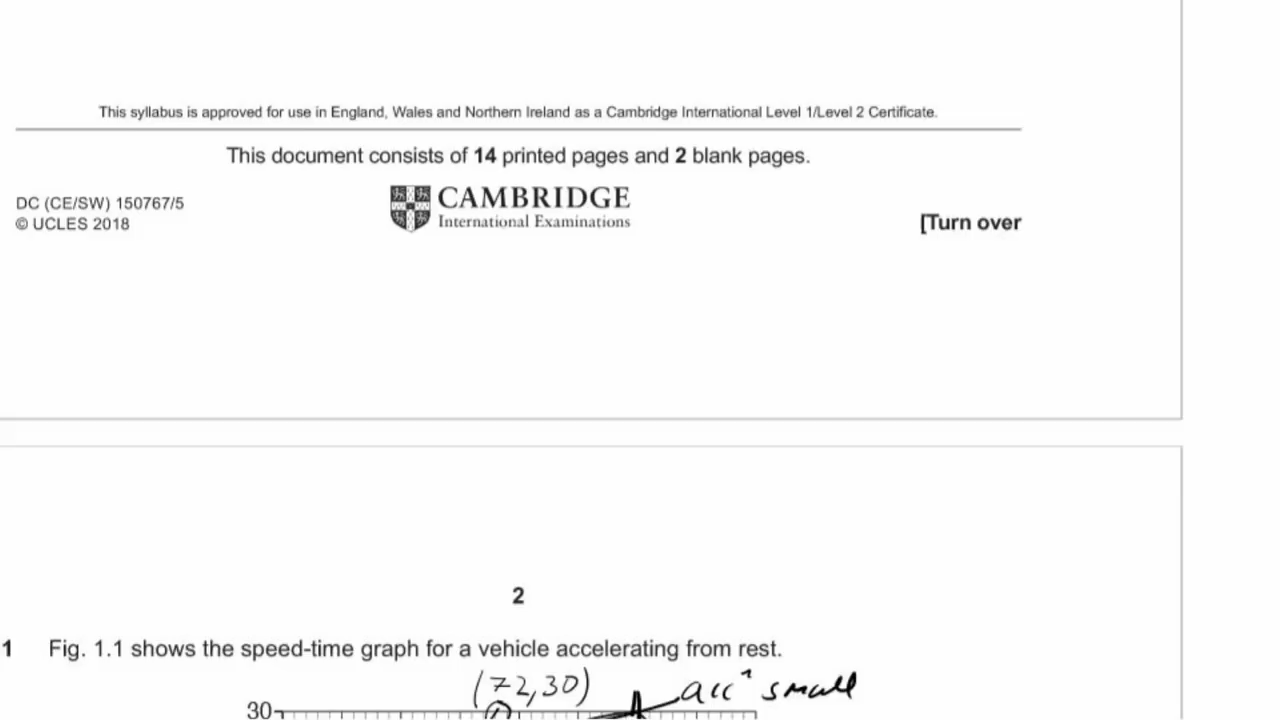 This syllabus is approved for use in England, Wales and Northern Ireland as a Cambridge International Level 1/Level 2 Certificate.
This document consists of 14 printed pages and 2 blank pages.
DC (CE/SW) 150767/5
© UCLES 2018
CAMBRIDGE
International Examinations
[Turn over
2
1 Fig. 1.1 shows the speed-time graph for a vehicle accelerating from rest.
(72,30)
accⁿ small
30